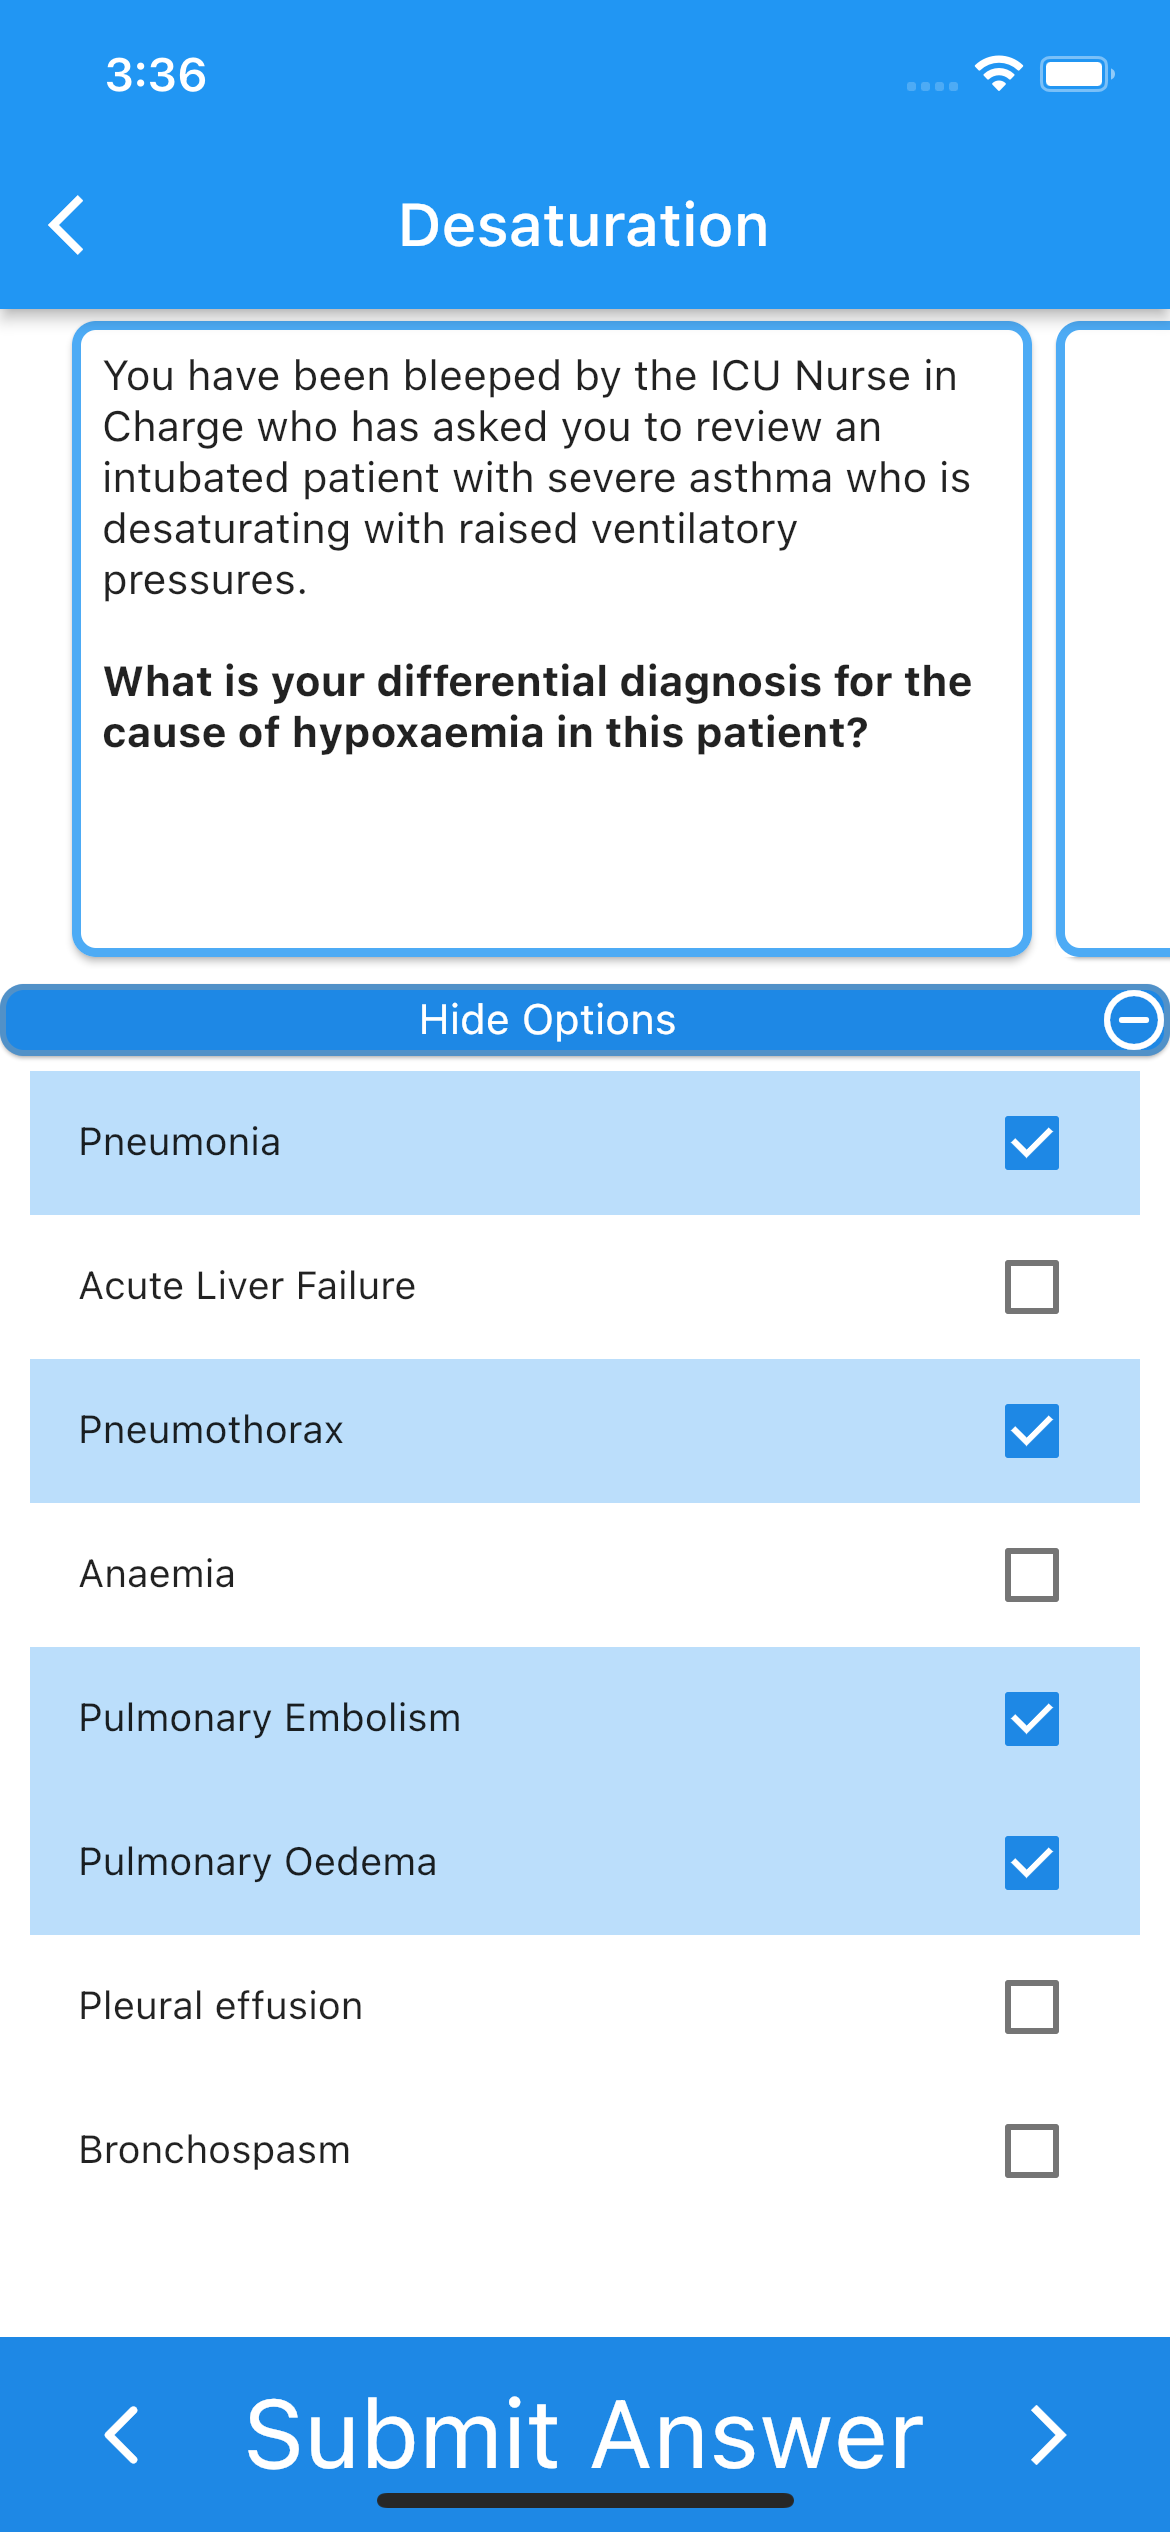 3:36
Desaturation
You have been bleeped by the ICU Nurse in
Charge who has asked you to review an
intubated patient with severe asthma who is
desaturating with raised ventilatory
pressures.
What is your differential diagnosis for the
cause of hypoxaemia in this patient?
Hide Options
Pneumonia
Acute Liver Failure
Pneumothorax
Anaemia
Pulmonary Embolism
Pulmonary Oedema
Pleural effusion
Bronchospasm
Submit Answer